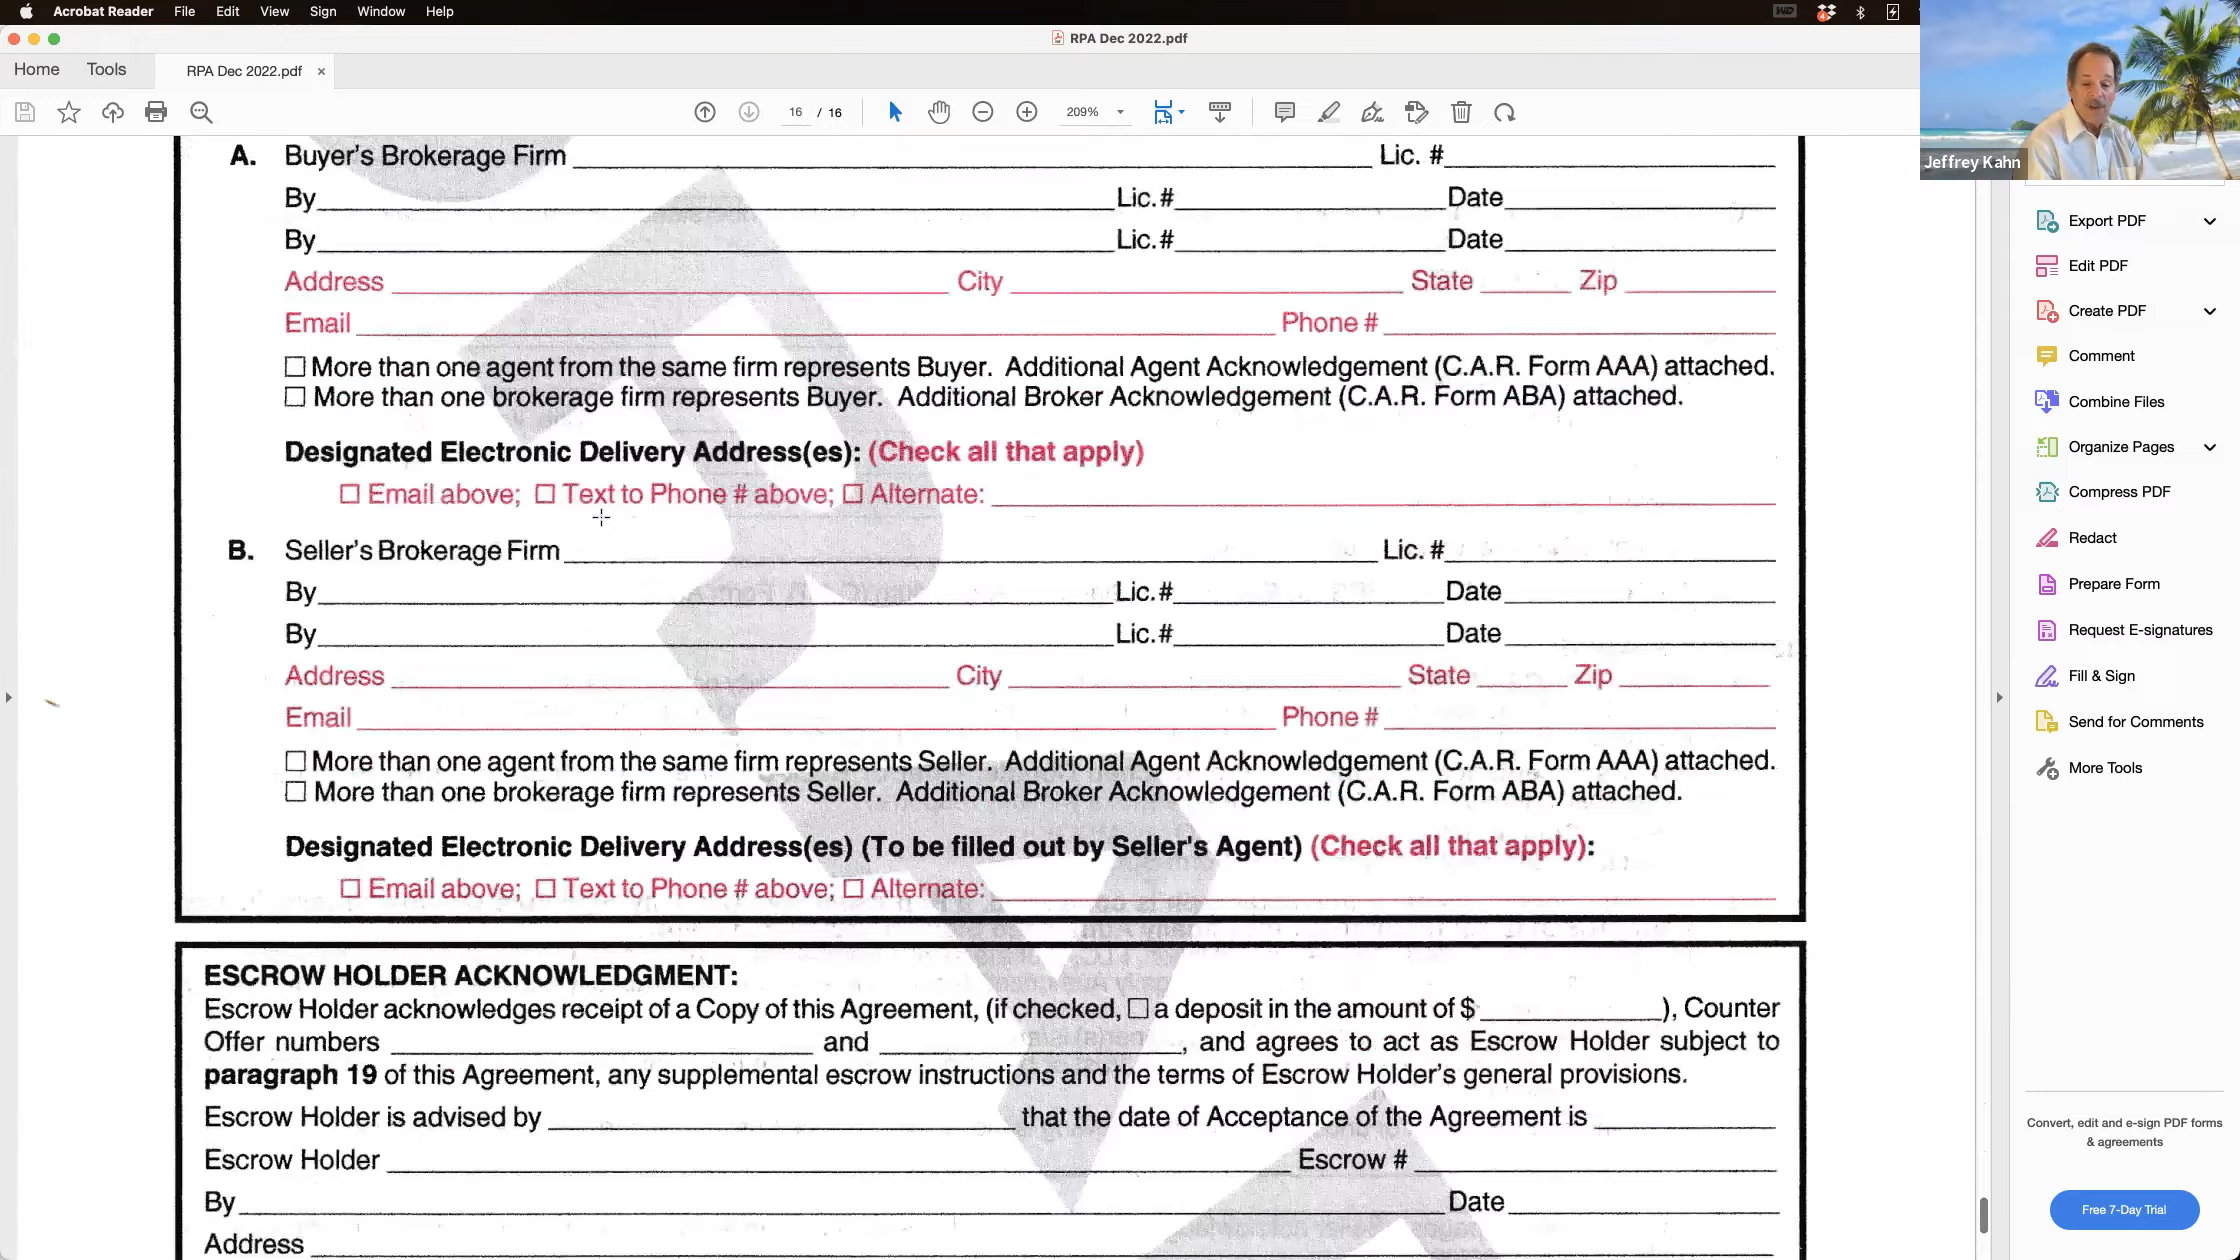 Acrobat Reader File Edit View Sign Window Help
RPA Dec 2022.pdf
Home Tools RPA Dec 2022.pdf ×
16 / 16 209%
Jeffrey Kahn
A. Buyer's Brokerage Firm Lic. #
By Lic.# Date
By Lic.# Date
Address City State Zip
Email Phone #
More than one agent from the same firm represents Buyer. Additional Agent Acknowledgement (C.A.R. Form AAA) attached.
More than one brokerage firm represents Buyer. Additional Broker Acknowledgement (C.A.R. Form ABA) attached.
Designated Electronic Delivery Address(es): (Check all that apply)
Email above; Text to Phone # above; Alternate:
B. Seller's Brokerage Firm Lic. #
By Lic.# Date
By Lic.# Date
Address City State Zip
Email Phone #
More than one agent from the same firm represents Seller. Additional Agent Acknowledgement (C.A.R. Form AAA) attached.
More than one brokerage firm represents Seller. Additional Broker Acknowledgement (C.A.R. Form ABA) attached.
Designated Electronic Delivery Address(es) (To be filled out by Seller's Agent) (Check all that apply):
Email above; Text to Phone # above; Alternate:
ESCROW HOLDER ACKNOWLEDGMENT:
Escrow Holder acknowledges receipt of a Copy of this Agreement, (if checked, a deposit in the amount of $ ), Counter
Offer numbers and , and agrees to act as Escrow Holder subject to
paragraph 19 of this Agreement, any supplemental escrow instructions and the terms of Escrow Holder's general provisions.
Escrow Holder is advised by that the date of Acceptance of the Agreement is
Escrow Holder Escrow #
By Date
Address
Export PDF
Edit PDF
Create PDF
Comment
Combine Files
Organize Pages
Compress PDF
Redact
Prepare Form
Request E-signatures
Fill & Sign
Send for Comments
More Tools
Convert, edit and e-sign PDF forms
& agreements
Free 7-Day Trial